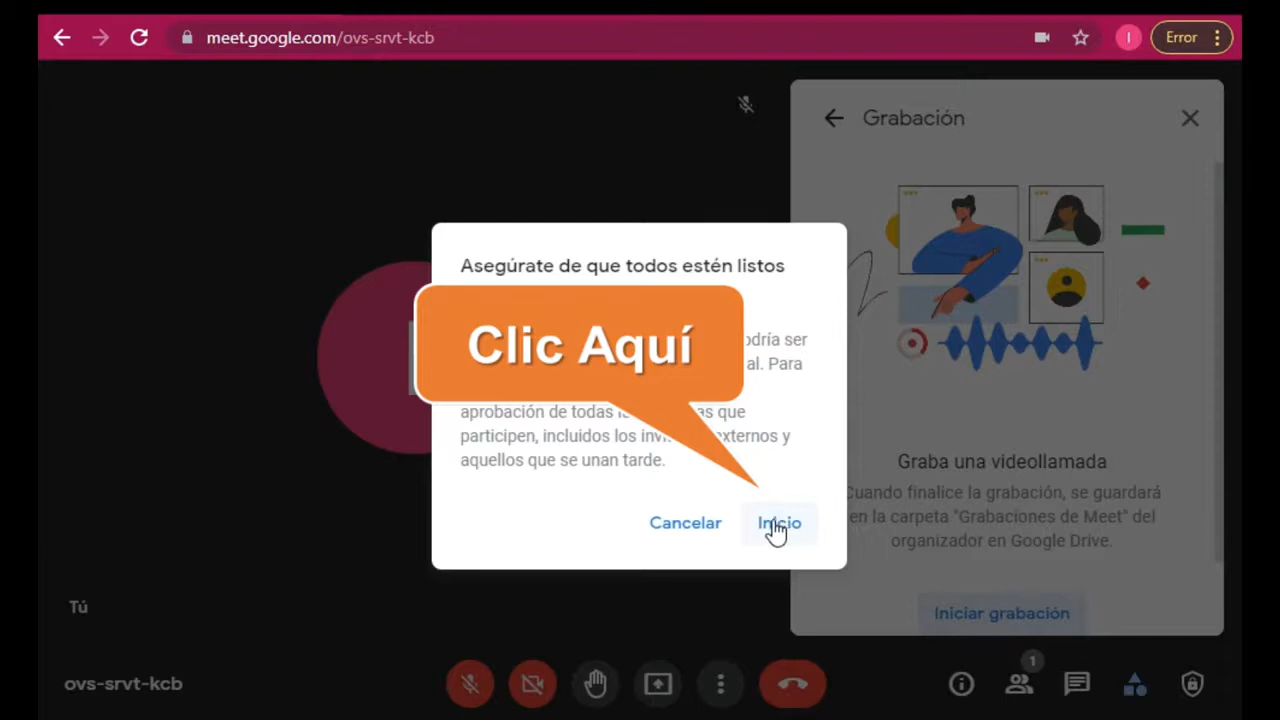 meet.google.com/ovs-srvt-kcb
I
Error
Grabación
Asegúrate de que todos estén listos
Clic Aquí
odría ser
al. Para
aprobación de todas que
participen, incluidos los externos y
aquellos que se unan tarde.
Cancelar
Inicio
Graba una videollamada
Cuando finalice la grabación, se guardará
en la carpeta "Grabaciones de Meet" del
organizador en Google Drive.
Iniciar grabación
Tú
1
ovs-srvt-kcb